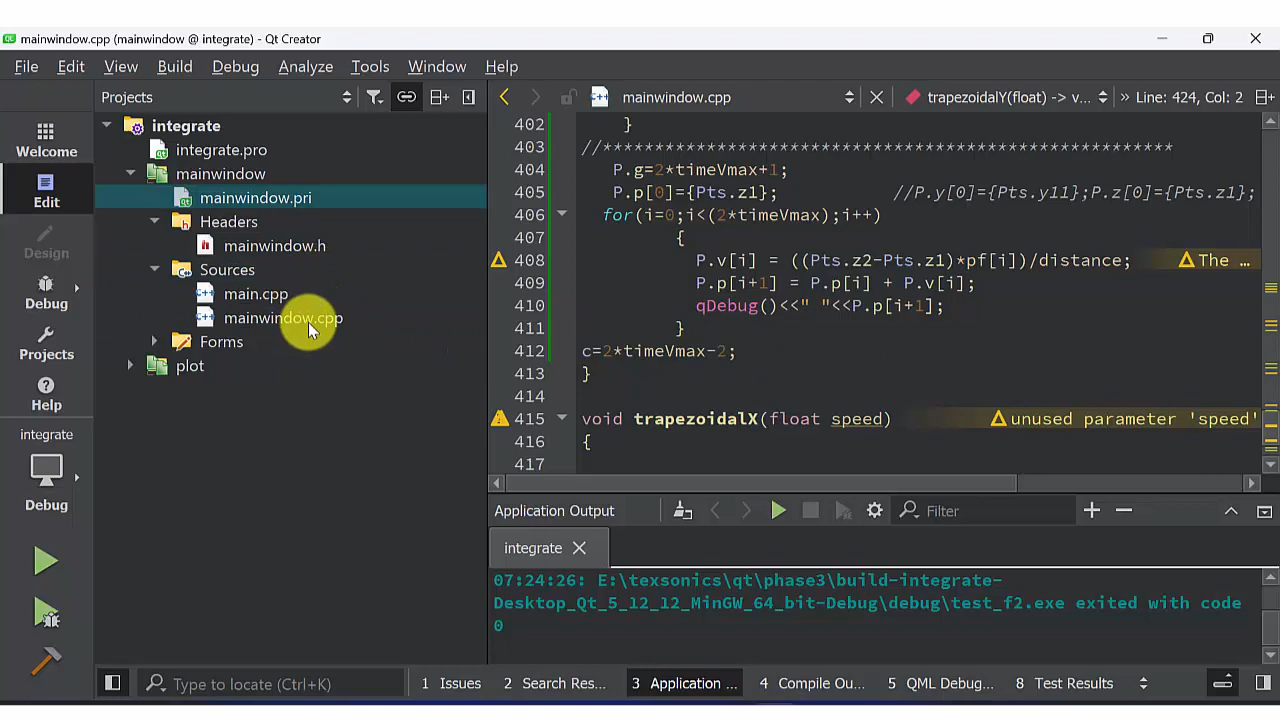 mainwindow.cpp (mainwindow @ integrate) - Qt Creator
File Edit View Build Debug Analyze Tools Window Help
Projects
mainwindow.cpp
trapezoidalY(float) -> v... » Line: 424, Col: 2
Welcome
Edit
Design
Debug
Projects
Help
integrate
Debug
integrate
integrate.pro
mainwindow
mainwindow.pri
Headers
mainwindow.h
Sources
main.cpp
mainwindow.cpp
Forms
plot
402 }
403 //*******************************************************
404 P.g=2*timeVmax+1;
405 P.p[0]={Pts.z1}; //P.y[0]={Pts.y11};P.z[0]={Pts.z1};
406 for(i=0;i<(2*timeVmax);i++)
407 {
408 P.v[i] = ((Pts.z2-Pts.z1)*pf[i])/distance; The ...
409 P.p[i+1] = P.p[i] + P.v[i];
410 qDebug()<<" "<<P.p[i+1];
411 }
412 c=2*timeVmax-2;
413 }
414
415 void trapezoidalX(float speed) unused parameter 'speed'
416 {
417
Application Output
Filter
integrate
07:24:26: E:\texsonics\qt\phase3\build-integrate-
Desktop_Qt_5_12_12_MinGW_64_bit-Debug\debug\test_f2.exe exited with code
0
Type to locate (Ctrl+K)
1 Issues 2 Search Res... 3 Application ... 4 Compile Ou... 5 QML Debug... 8 Test Results